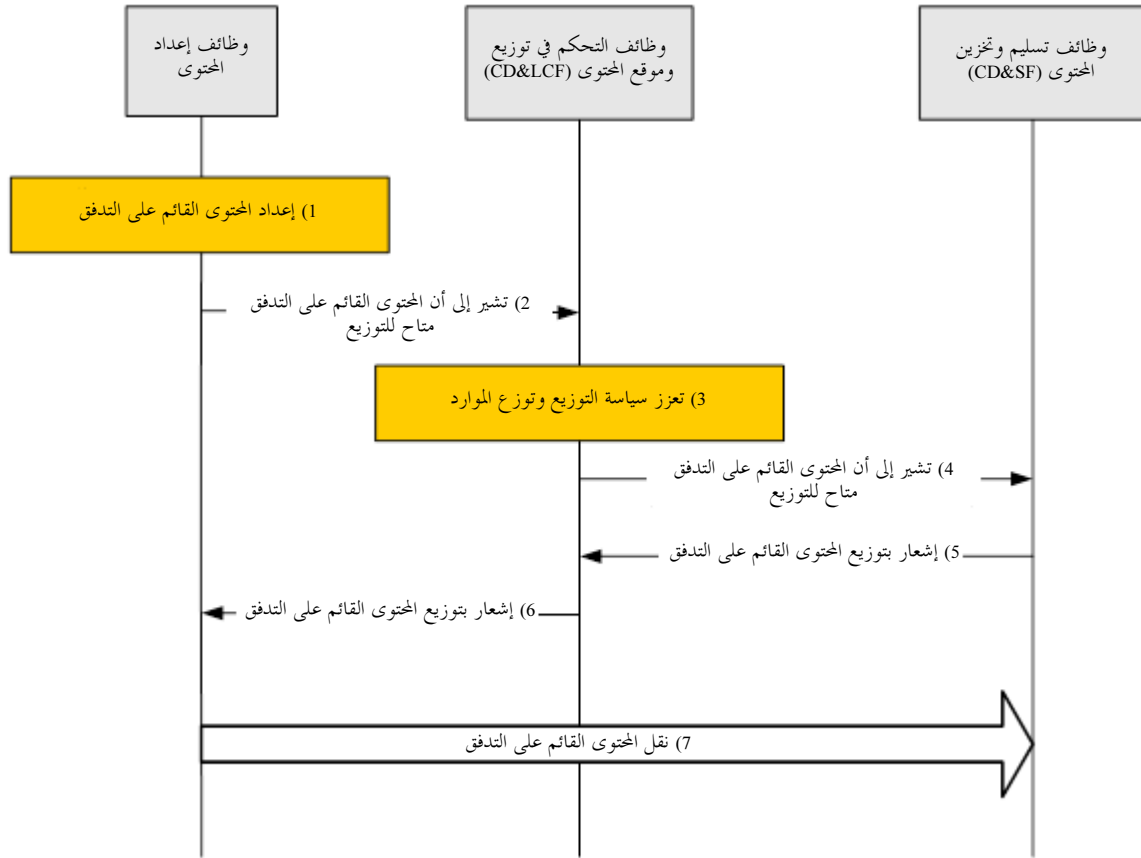 وظائف إعداد
المحتوى
وظائف التحكم في توزيع
وموقع المحتوى (CD&LCF)
وظائف تسليم وتخزين
المحتوى (CD&SF)
1) إعداد المحتوى القائم على التدفق
2) تشير إلى أن المحتوى القائم على التدفق
متاح للتوزيع
3) تعزز سياسة التوزيع وتوزع الموارد
4) تشير إلى أن المحتوى القائم على التدفق
متاح للتوزيع
5) إشعار بتوزيع المحتوى القائم على التدفق
6) إشعار بتوزيع المحتوى القائم على التدفق
7) نقل المحتوى القائم على التدفق